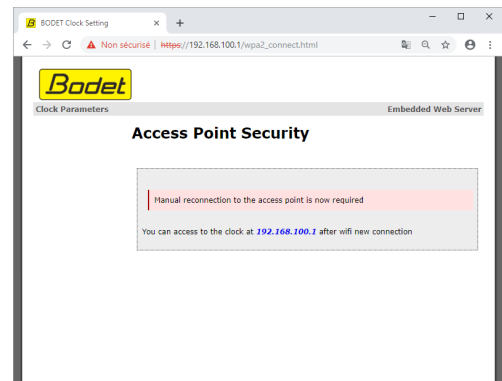 BODET Clock Setting
Non sécurisé | https://192.168.100.1/wpa2_connect.html
Bodet
Clock Parameters Embedded Web Server
Access Point Security
Manual reconnection to the access point is now required
You can access to the clock at 192.168.100.1 after wifi new connection